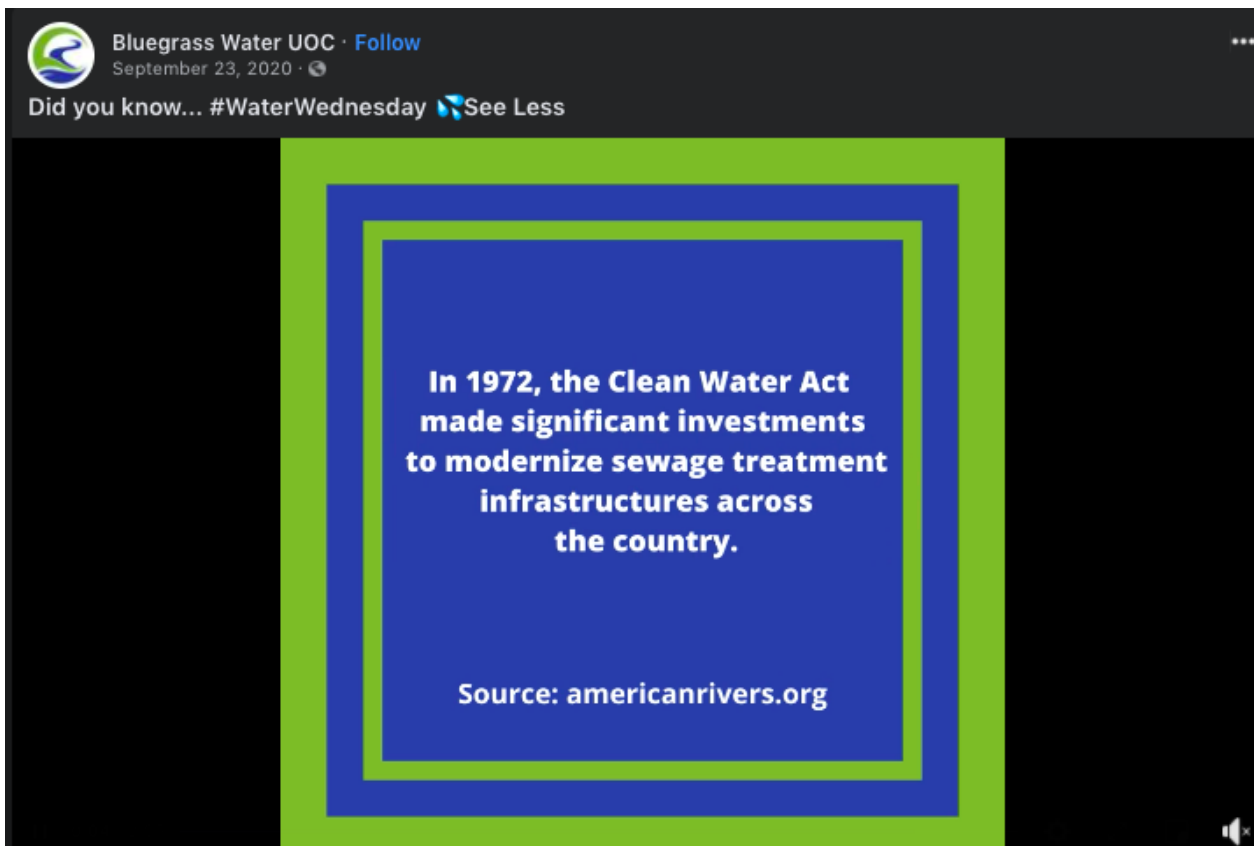 Bluegrass Water UOC · Follow
September 23, 2020 ·
Did you know... #WaterWednesday 💦See Less
In 1972, the Clean Water Act
made significant investments
to modernize sewage treatment
infrastructures across
the country.
Source: americanrivers.org